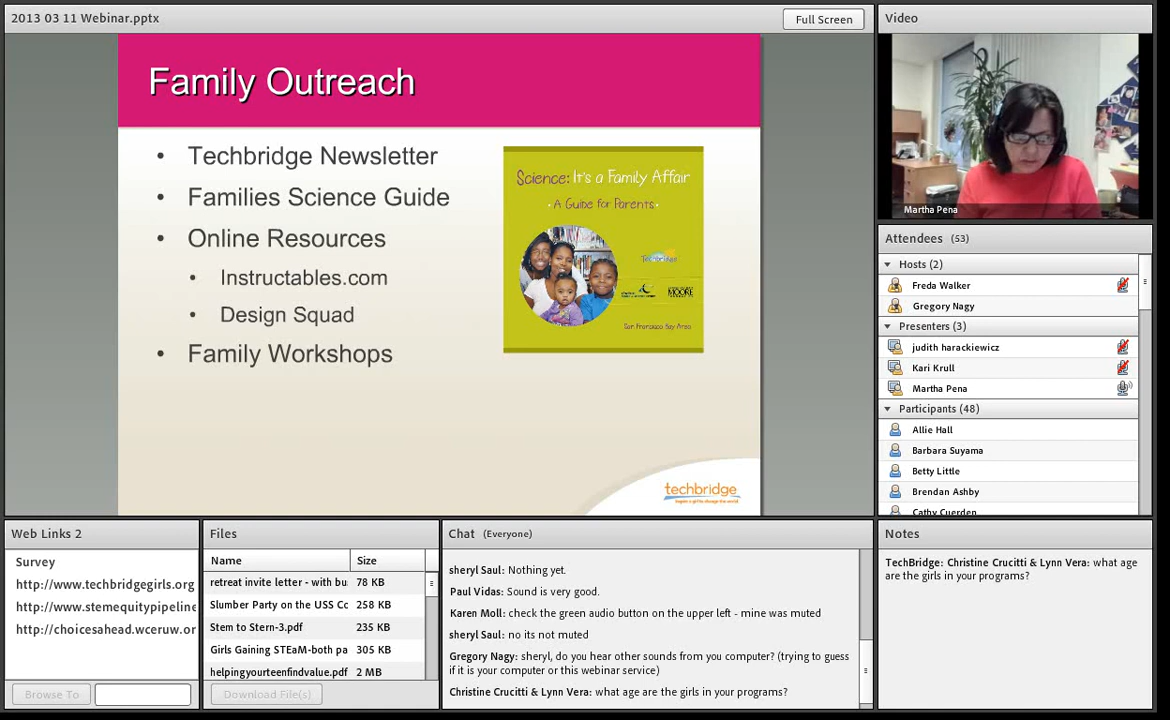 2013 03 11 Webinar.pptx
Full Screen
Family Outreach
• Techbridge Newsletter
• Families Science Guide
• Online Resources
• Instructables.com
• Design Squad
• Family Workshops
Science: It's a Family Affair
• A Guide for Parents •
Techbridge
MOORE
San Francisco Bay Area
techbridge
Video
Martha Pena
Attendees (53)
Hosts (2)
Freda Walker
Gregory Nagy
Presenters (3)
judith harackiewicz
Kari Krull
Martha Pena
Participants (48)
Allie Hall
Barbara Suyama
Betty Little
Brendan Ashby
Cathy Cuerden
Web Links 2
Survey
http://www.techbridgegirls.org
http://www.stemequitypipeline
http://choicesahead.wceruw.or
Browse To
Files
Name Size
retreat invite letter - with bu 78 KB
Slumber Party on the USS Cc 258 KB
Stem to Stern-3.pdf 235 KB
Girls Gaining STEaM-both pa 305 KB
helpingyourteenfindvalue.pdf 2 MB
Download File(s)
Chat (Everyone)
sheryl Saul: Nothing yet.
Paul Vidas: Sound is very good.
Karen Moll: check the green audio button on the upper left - mine was muted
sheryl Saul: no its not muted
Gregory Nagy: sheryl, do you hear other sounds from you computer? (trying to guess
if it is your computer or this webinar service)
Christine Crucitti & Lynn Vera: what age are the girls in your programs?
Notes
TechBridge: Christine Crucitti & Lynn Vera: what age
are the girls in your programs?